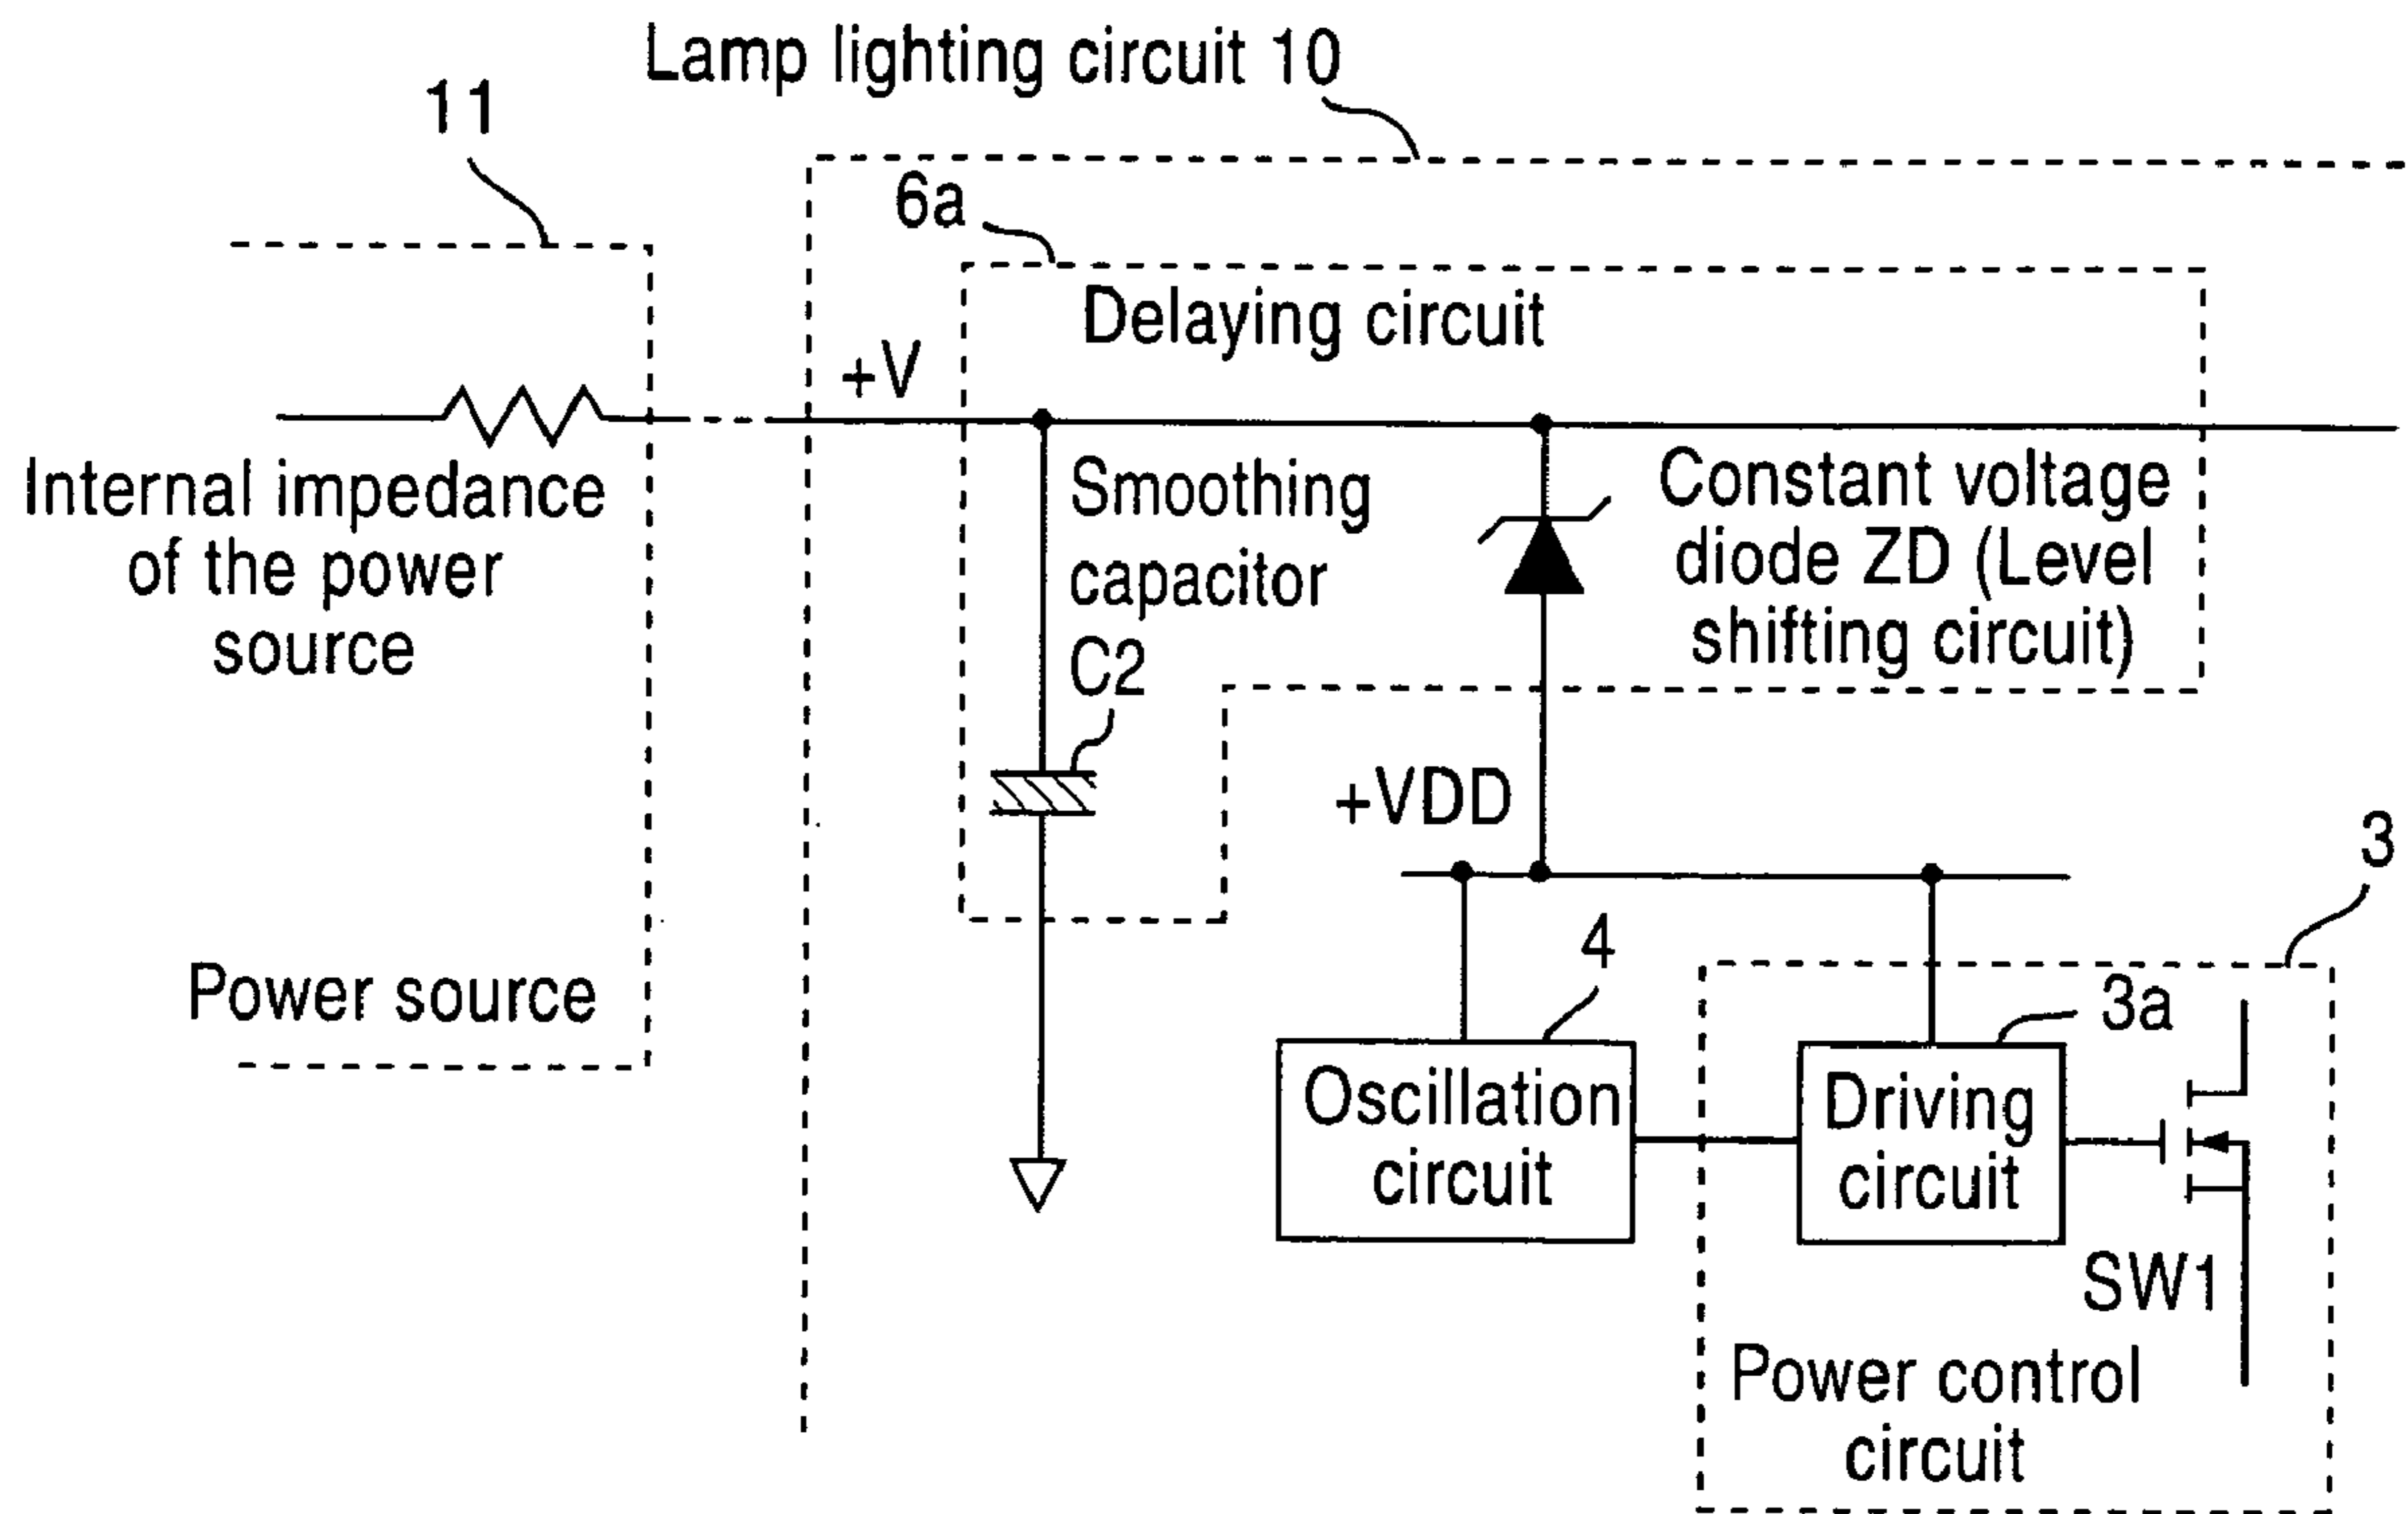 Lamp lighting circuit 10
11
6a
Delaying circuit
+V
Internal impedance
of the power
source
Smoothing
capacitor
C2
Constant voltage
diode ZD (Level
shifting circuit)
+VDD
3
Power source
4
3a
Oscillation
circuit
Driving
circuit
SW1
Power control
circuit